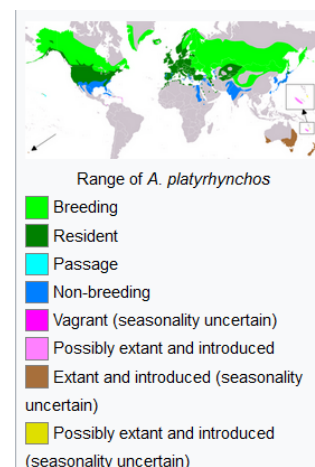 Range of A. platyrhynchos
Breeding
Resident
Passage
Non-breeding
Vagrant (seasonality uncertain)
Possibly extant and introduced
Extant and introduced (seasonality
uncertain)
Possibly extant and introduced
(seasonality uncertain)